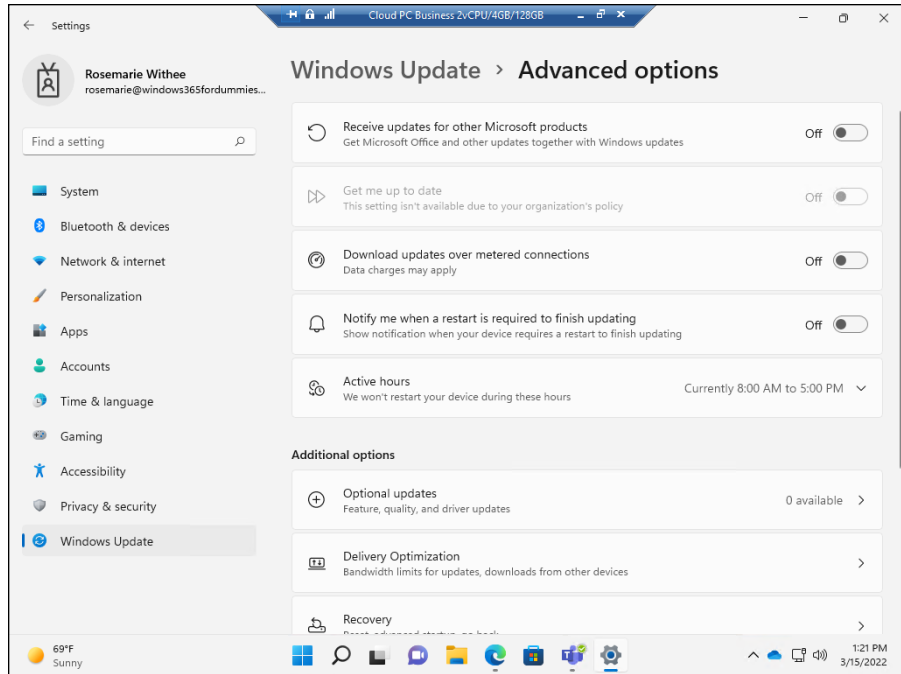 Cloud PC Business 2vCPU/4GB/128GB
Settings
Rosemarie Withee
rosemarie@windows365fordummies...
Find a setting
System
Bluetooth & devices
Network & internet
Personalization
Apps
Accounts
Time & language
Gaming
Accessibility
Privacy & security
Windows Update
Windows Update > Advanced options
Receive updates for other Microsoft products
Get Microsoft Office and other updates together with Windows updates
Off
Get me up to date
This setting isn't available due to your organization's policy
Off
Download updates over metered connections
Data charges may apply
Off
Notify me when a restart is required to finish updating
Show notification when your device requires a restart to finish updating
Off
Active hours
We won't restart your device during these hours
Currently 8:00 AM to 5:00 PM
Additional options
Optional updates
Feature, quality, and driver updates
0 available
Delivery Optimization
Bandwidth limits for updates, downloads from other devices
Recovery
Reset, advanced startup, go back
69°F
Sunny
1:21 PM
3/15/2022